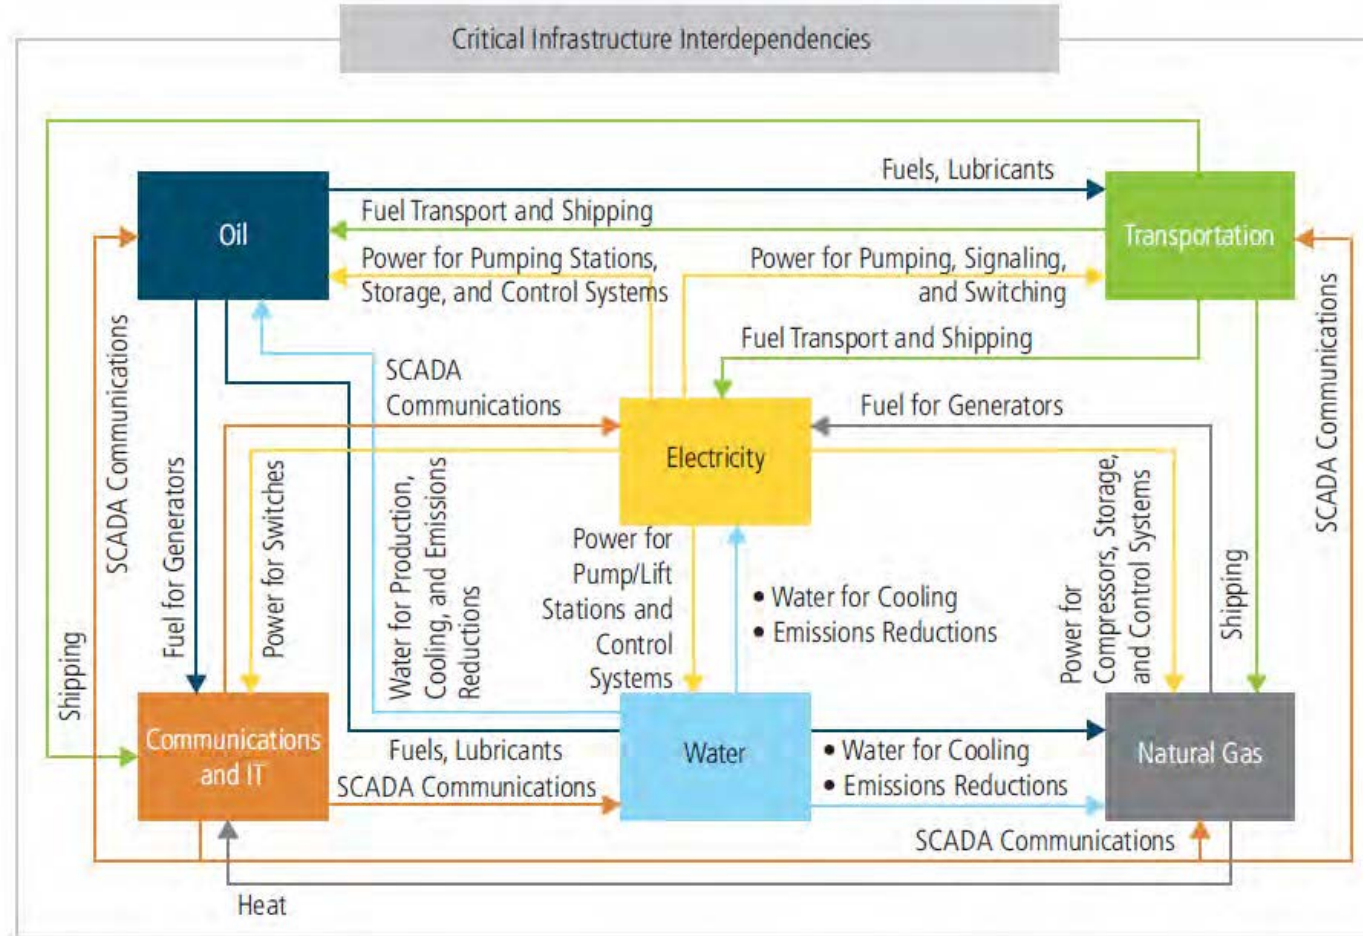 Critical Infrastructure Interdependencies
Fuels, Lubricants
Oil
Fuel Transport and Shipping
Transportation
Power for Pumping Stations,
Storage, and Control Systems
Power for Pumping, Signaling,
and Switching
Fuel Transport and Shipping
SCADA Communications
SCADA
Communications
Fuel for Generators
SCADA Communications
Electricity
Fuel for Generators
Power for Switches
Water for Production,
Cooling, and Emissions
Reductions
Power for
Pump/Lift
Stations and
Control
Systems
• Water for Cooling
• Emissions Reductions
Power for
Compressors, Storage,
and Control Systems
Shipping
Shipping
Communications
and IT
Fuels, Lubricants
SCADA Communications
Water
• Water for Cooling
• Emissions Reductions
Natural Gas
SCADA Communications
Heat